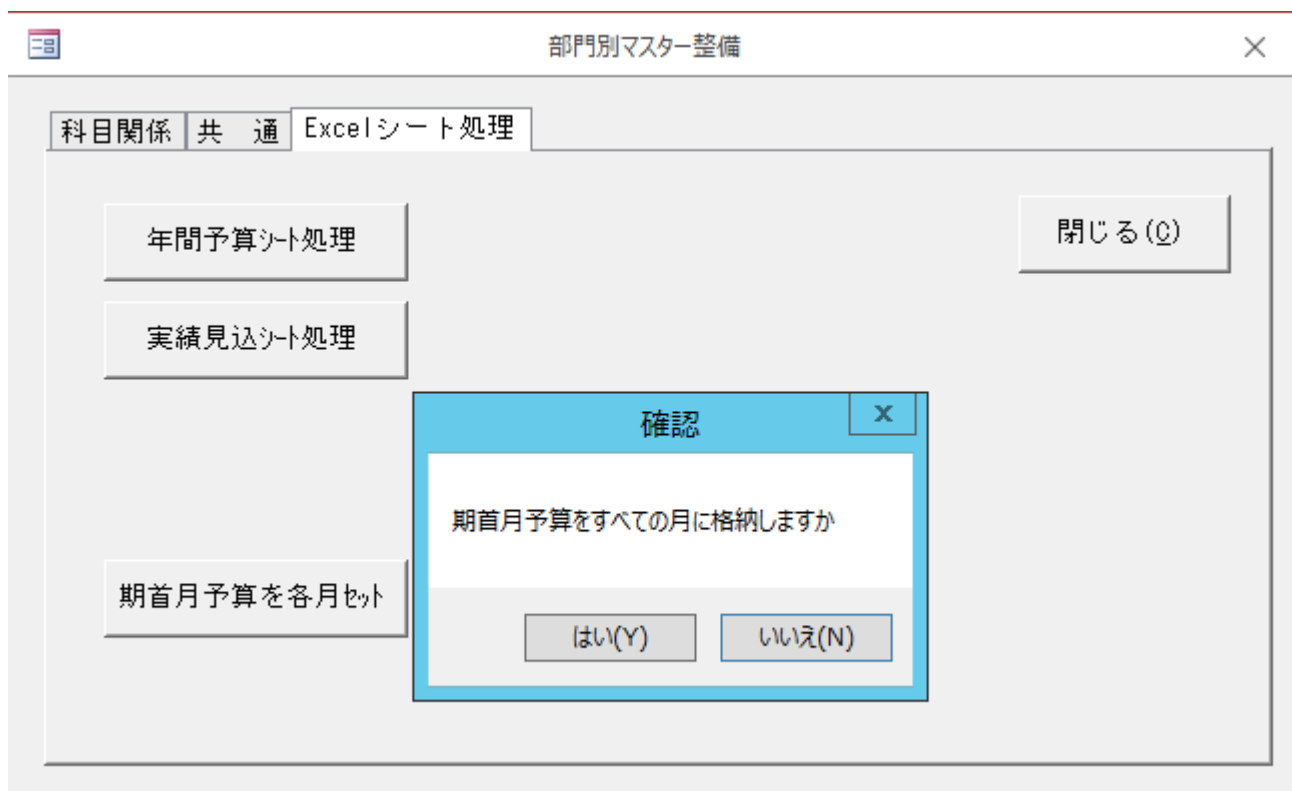 部門別マスター整備
科目関係 共　通 Excelシート処理
年間予算ｼｰﾄ処理
閉じる(C)
実績見込ｼｰﾄ処理
確認
期首月予算をすべての月に格納しますか
はい(Y) いいえ(N)
期首月予算を各月ｾｯﾄ